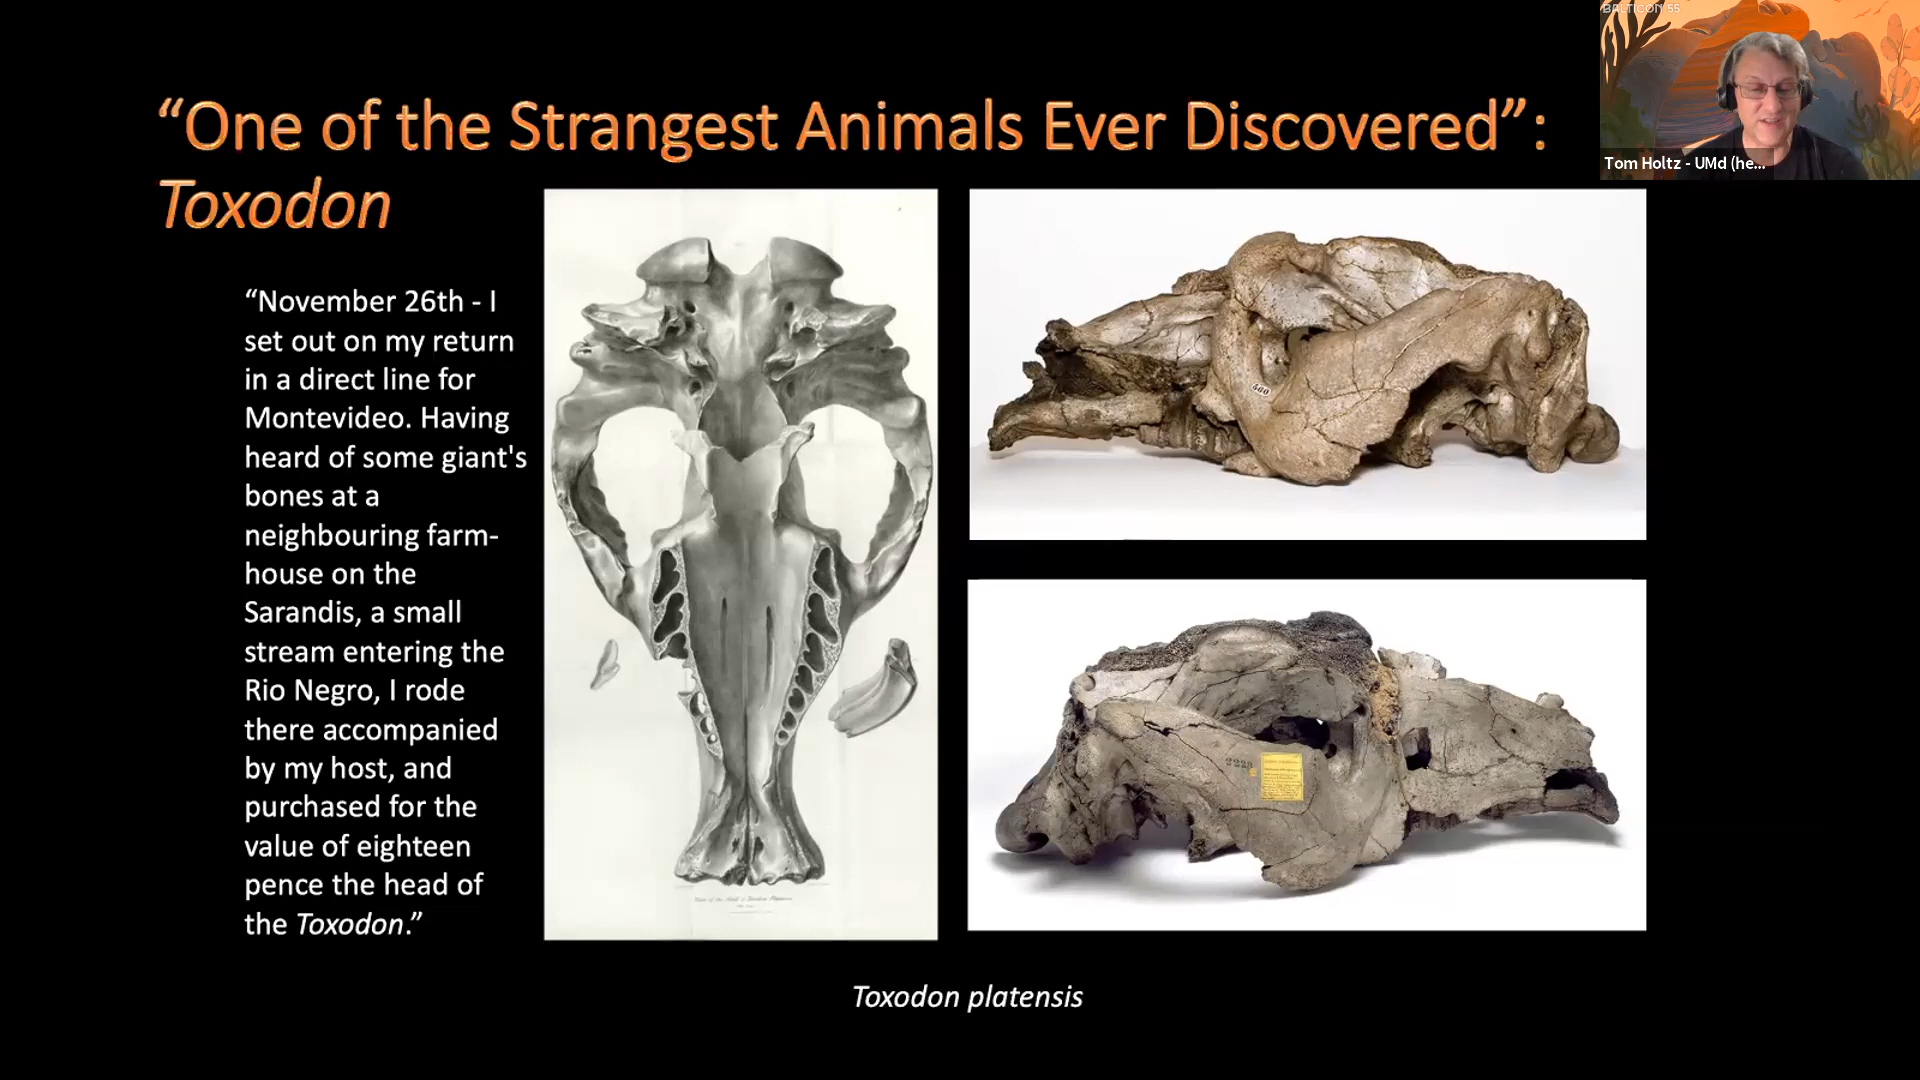 BALTICON 55
Tom Holtz - UMd (he...
“One of the Strangest Animals Ever Discovered”:
Toxodon
“November 26th - I
set out on my return
in a direct line for
Montevideo. Having
heard of some giant's
bones at a
neighbouring farm-
house on the
Sarandis, a small
stream entering the
Rio Negro, I rode
there accompanied
by my host, and
purchased for the
value of eighteen
pence the head of
the Toxodon.”
560
Toxodon platensis